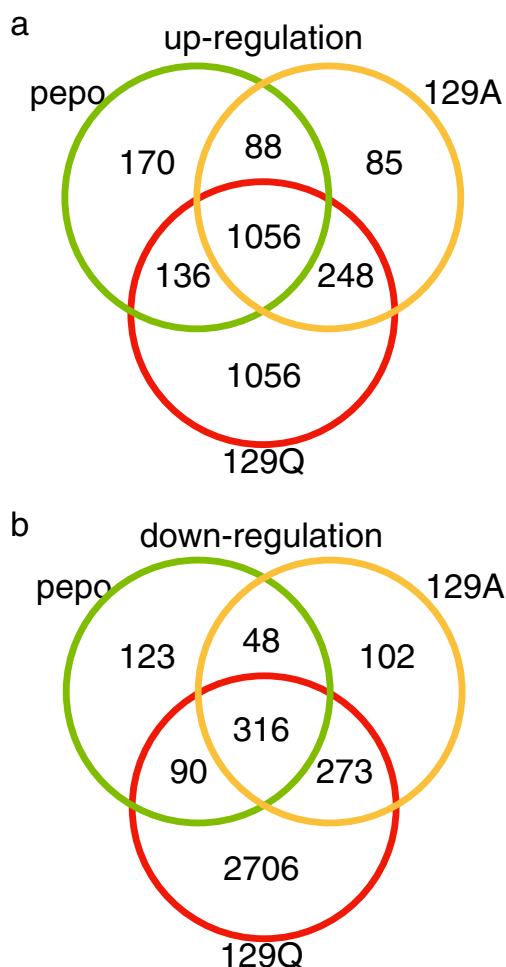 a
up-regulation
pepo
129A
170
88
85
1056
136
248
1056
129Q
b
down-regulation
pepo
129A
123
48
102
316
90
273
2706
129Q